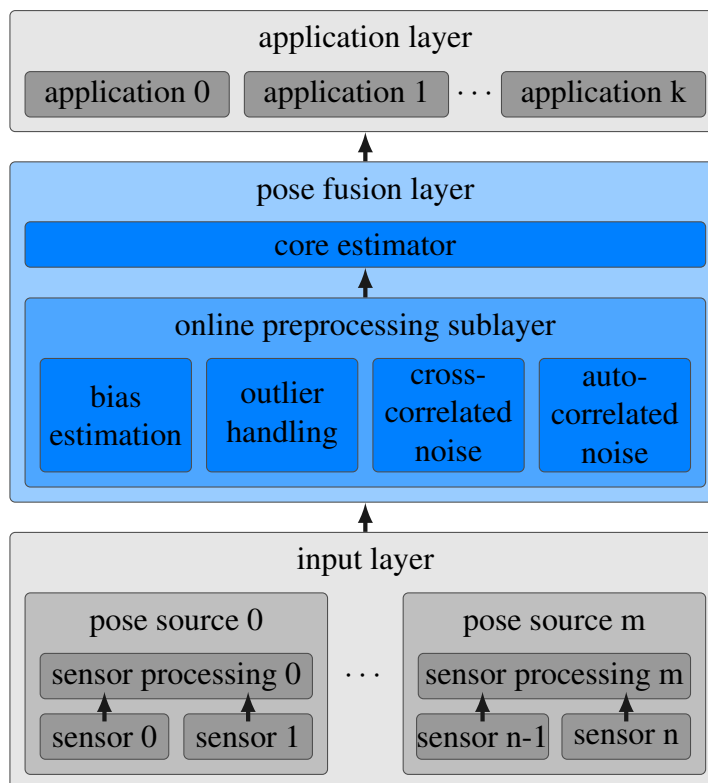 application layer
application 0 application 1 ··· application k
pose fusion layer
core estimator
online preprocessing sublayer
bias
estimation
outlier
handling
cross-
correlated
noise
auto-
correlated
noise
input layer
pose source 0
sensor processing 0
sensor 0 sensor 1
···
pose source m
sensor processing m
sensor n-1 sensor n